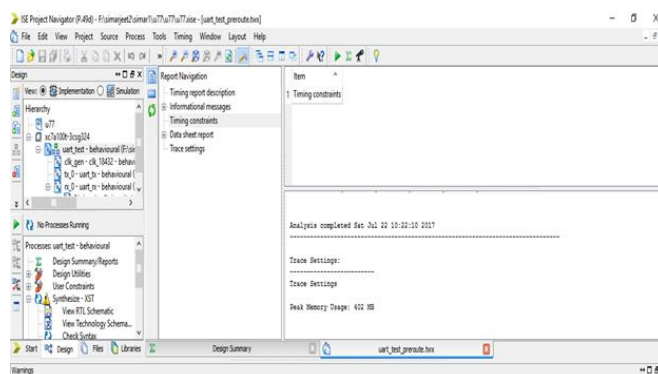 ISE Project Navigator (P.49d) - F:\simarjeet2\simar7\u77\u77\u77.xise - [uart_test_preroute.twx]
File Edit View Project Source Process Tools Timing Window Layout Help
Design
View: Implementation Simulation
Hierarchy
u77
xc7a100t-3csg324
uart_test - behavioural (F:\sin
clk_gen - clk_18432 - behavi
tx_0 - uart_tx - behavioural (
rx_0 - uart_rx - behavioural (
No Processes Running
Processes: uart_test - behavioural
Design Summary/Reports
Design Utilities
User Constraints
Synthesize - XST
View RTL Schematic
View Technology Schema...
Check Syntax
Report Navigation
Timing report description
Informational messages
Timing constraints
Data sheet report
Trace settings
Item
1 Timing constraints
Analysis completed Sat Jul 22 10:22:10 2017
Trace Settings:
Trace Settings
Peak Memory Usage: 402 MB
Start Design Files Libraries
Design Summary
uart_test_preroute.twx
Warnings